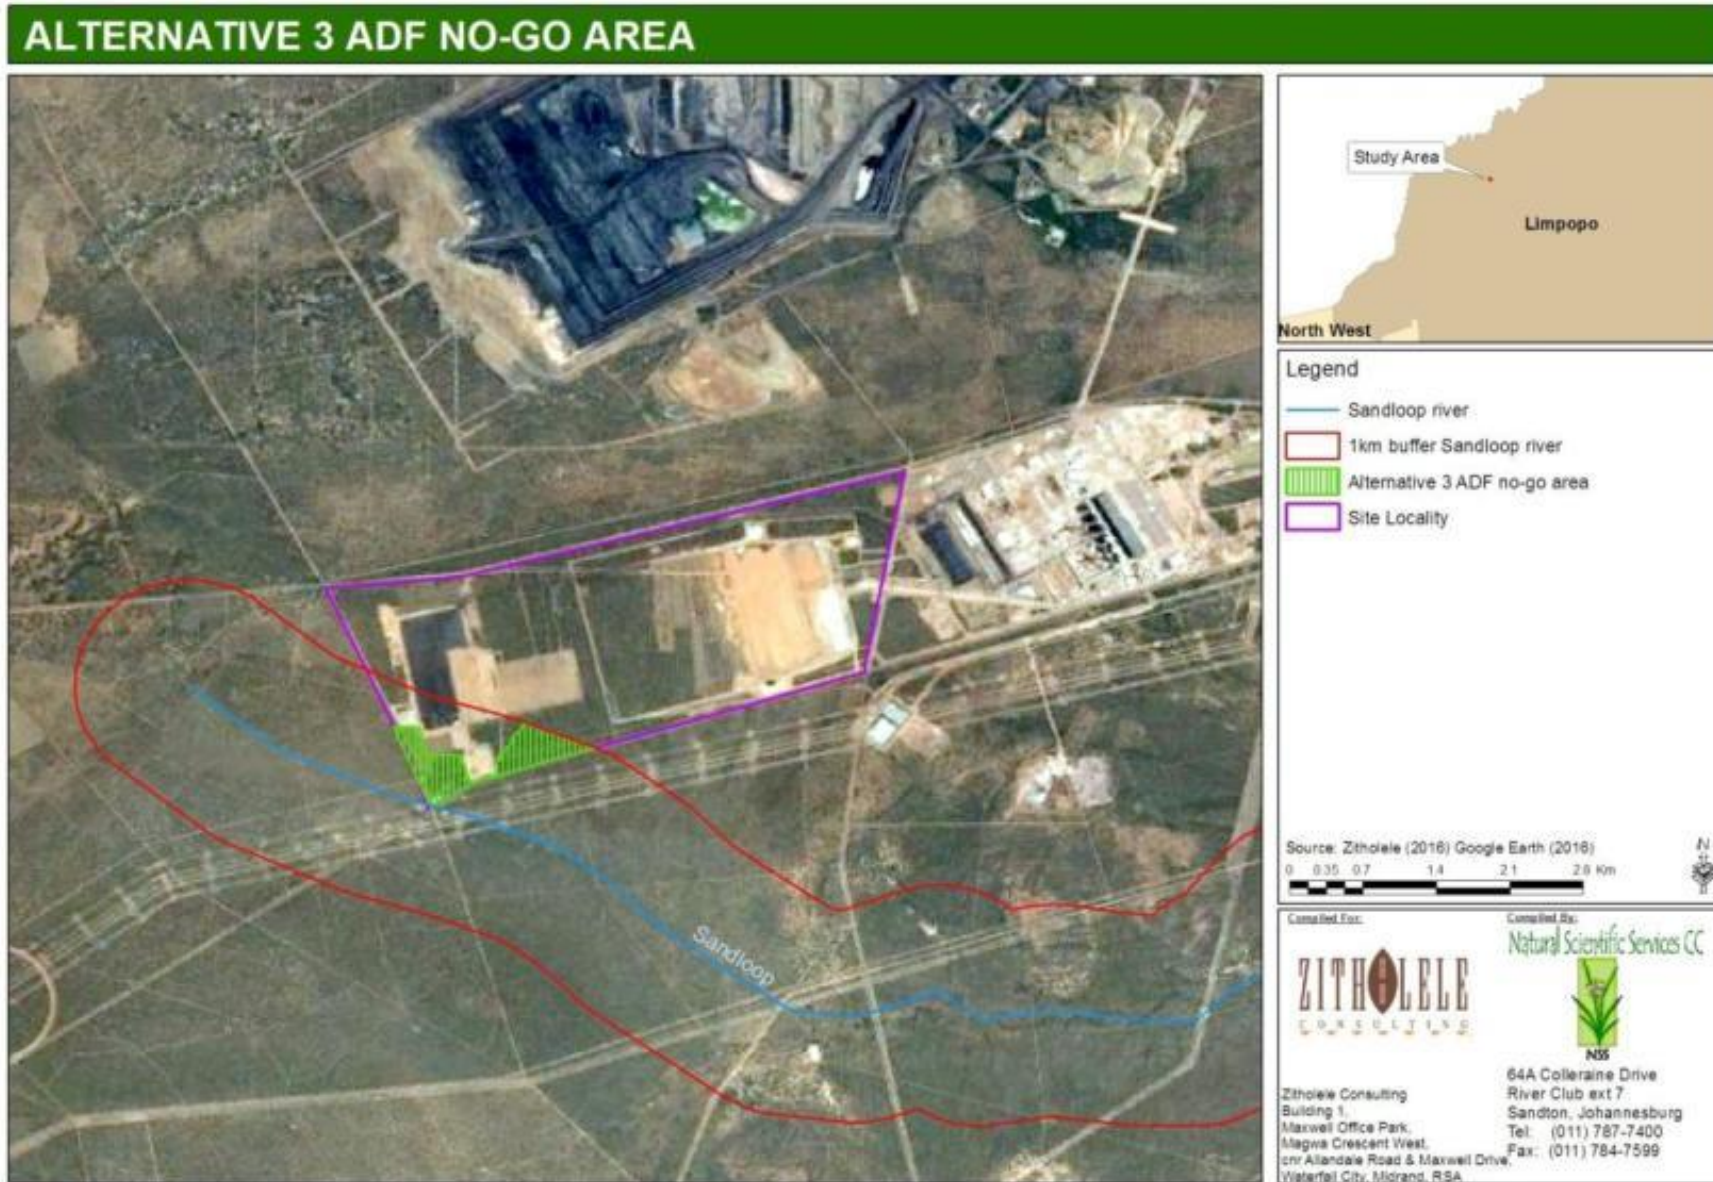 ALTERNATIVE 3 ADF NO-GO AREA
Study Area
Limpopo
North West
Legend
Sandloop river
1km buffer Sandloop river
Alternative 3 ADF no-go area
Site Locality
Sandloop
Source: Zitholele (2016) Google Earth (2016)
N
0 0.35 0.7 1.4 2.1 2.8 Km
Compiled For:
ZITHOLELE
CONSULTING
Zitholele Consulting
Building 1,
Maxwell Office Park,
Magwa Crescent West,
cnr Allandale Road & Maxwell Drive,
Waterfall City, Midrand, RSA
Compiled By:
Natural Scientific Services CC
NSS
64A Colleraine Drive
River Club ext 7
Sandton, Johannesburg
Tel: (011) 787-7400
Fax: (011) 784-7599